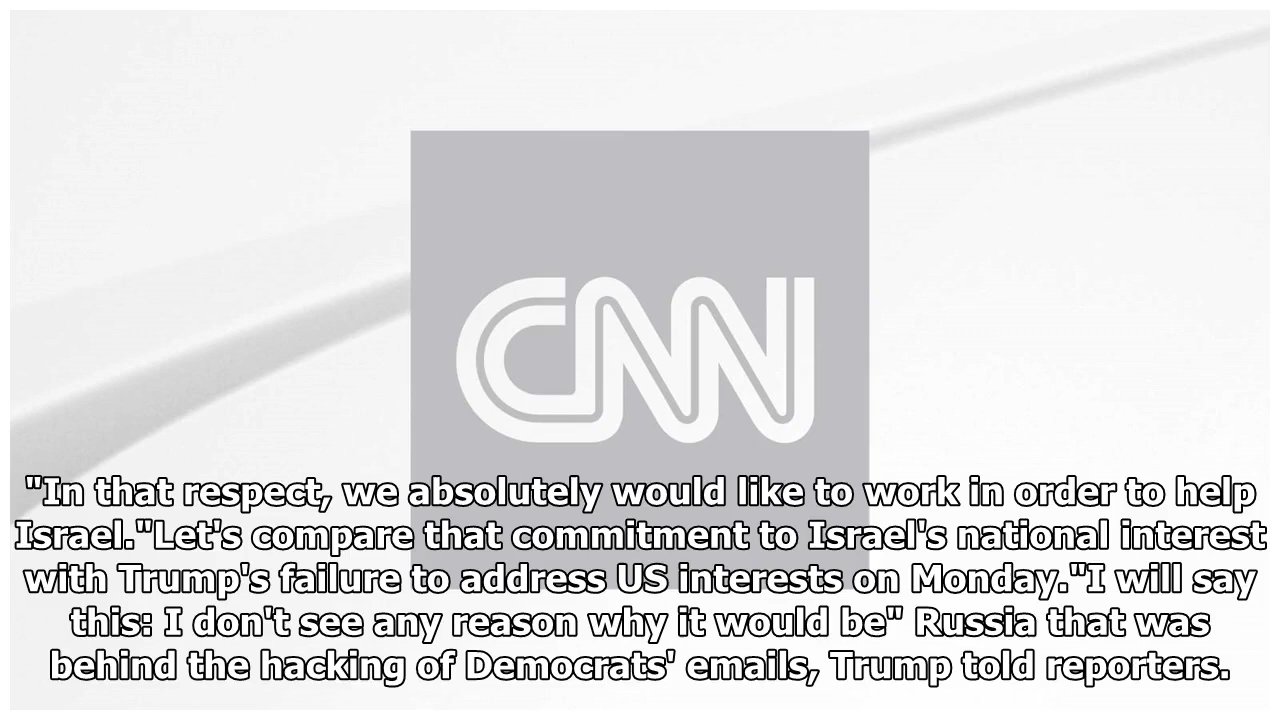 CNN
"In that respect, we absolutely would like to work in order to help
Israel."Let's compare that commitment to Israel's national interest
with Trump's failure to address US interests on Monday."I will say
this: I don't see any reason why it would be" Russia that was
behind the hacking of Democrats' emails, Trump told reporters.